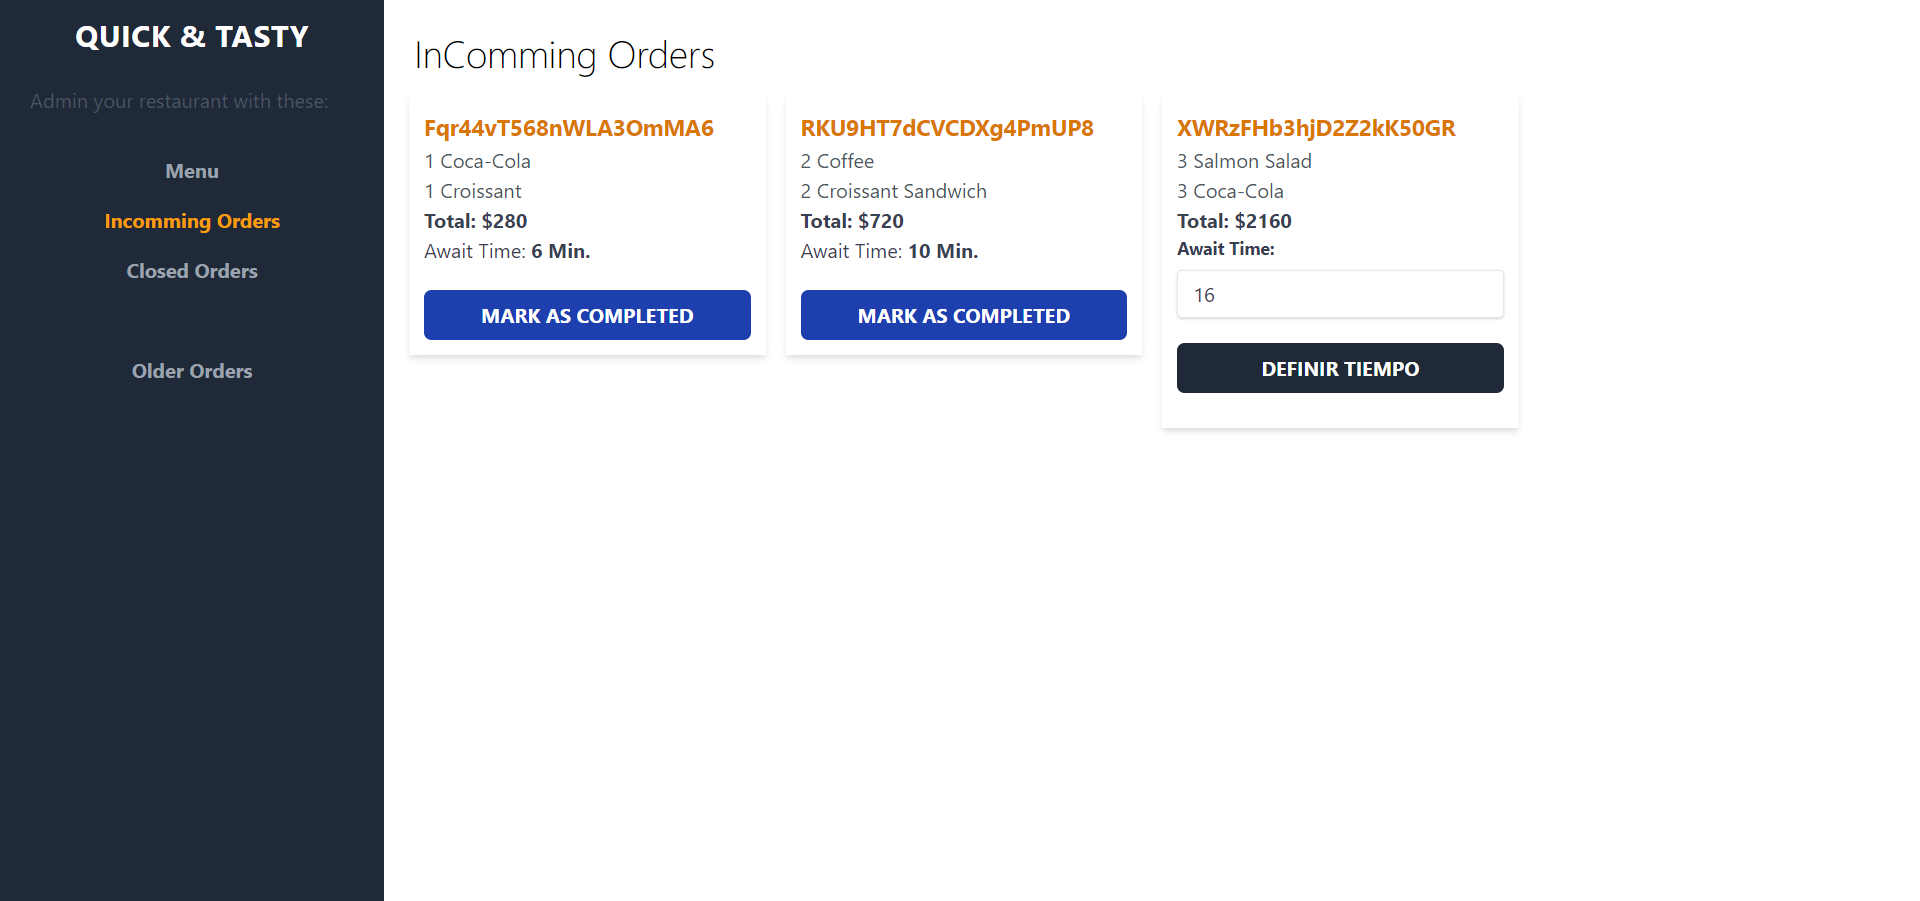 QUICK & TASTY
Admin your restaurant with these:
Menu
Incomming Orders
Closed Orders
Older Orders
InComming Orders
Fqr44vT568nWLA3OmMA6
1 Coca-Cola
1 Croissant
Total: $280
Await Time: 6 Min.
MARK AS COMPLETED
RKU9HT7dCVCDXg4PmUP8
2 Coffee
2 Croissant Sandwich
Total: $720
Await Time: 10 Min.
MARK AS COMPLETED
XWRzFHb3hjD2Z2kK50GR
3 Salmon Salad
3 Coca-Cola
Total: $2160
Await Time:
16
DEFINIR TIEMPO